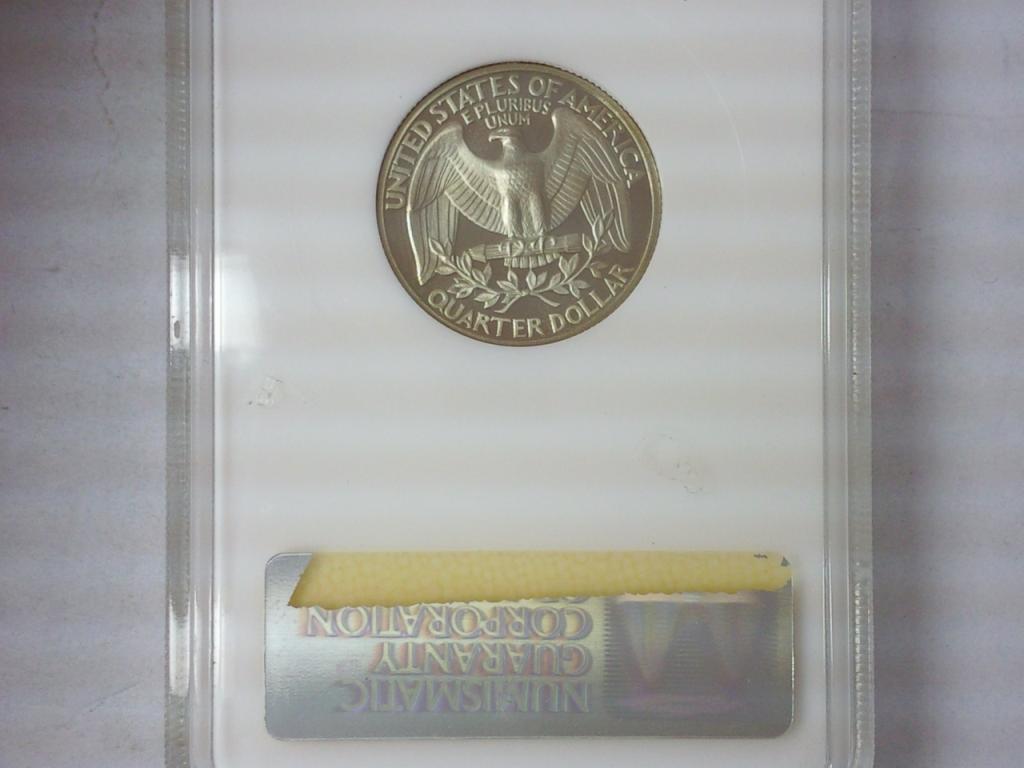 UNITED STATES OF AMERICA
E PLURIBUS
UNUM
QUARTER DOLLAR
NUMISMATIC
GUARANTY
CORPORATION